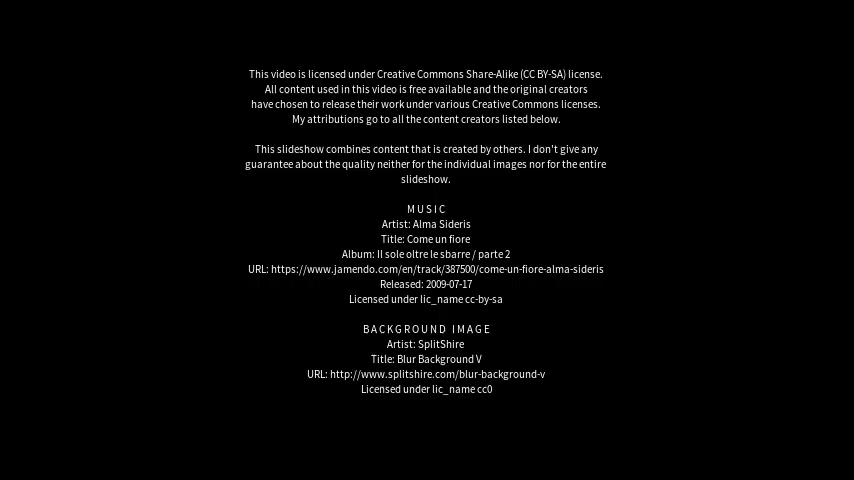 This video is licensed under Creative Commons Share-Alike (CC BY-SA) license.
All content used in this video is free available and the original creators
have chosen to release their work under various Creative Commons licenses.
My attributions go to all the content creators listed below.
This slideshow combines content that is created by others. I don't give any
guarantee about the quality neither for the individual images nor for the entire
slideshow.
MUSIC
Artist: Alma Sideris
Title: Come un fiore
Album: Il sole oltre le sbarre / parte 2
URL: https://www.jamendo.com/en/track/387500/come-un-fiore-alma-sideris
Released: 2009-07-17
Licensed under lic_name cc-by-sa
BACKGROUND IMAGE
Artist: SplitShire
Title: Blur Background V
URL: http://www.splitshire.com/blur-background-v
Licensed under lic_name cc0